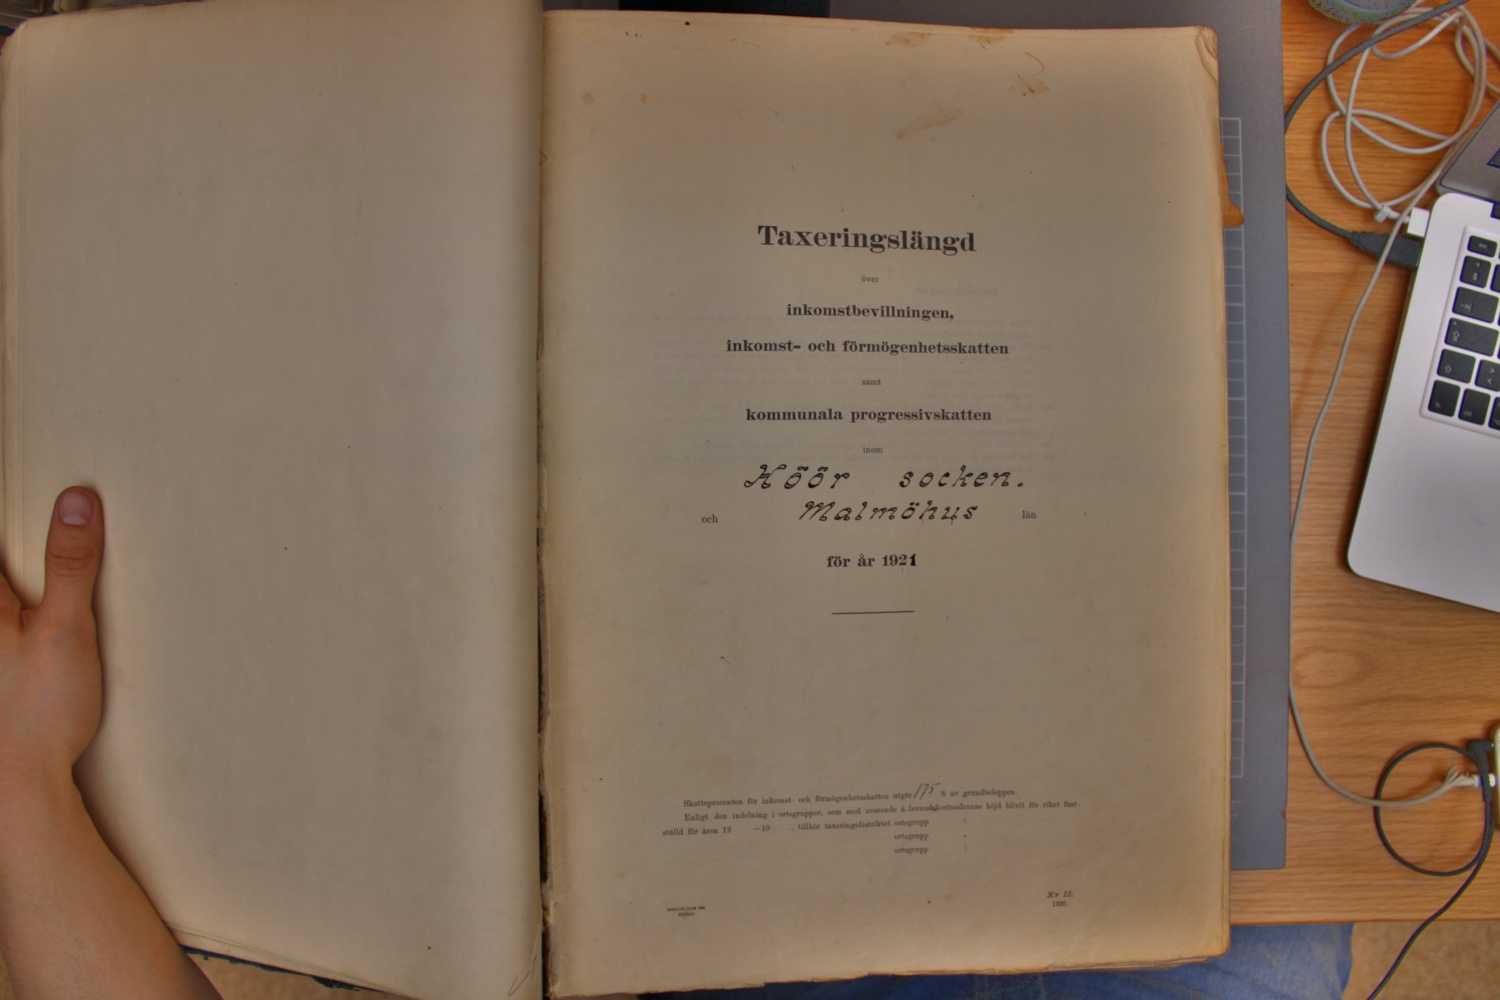 Taxeringslängd
över
inkomstbevillningen,
inkomst- och förmögenhetsskatten
samt
kommunala progressivskatten
inom
Höör socken.
och Malmöhus län
för år 1921
Skatteprocenten för inkomst- och förmögenhetsskatten utgör 175 % av grundbeloppen.
Enligt den indelning i ortsgrupper, som med avseende å levnadskostnadernas höjd blivit för riket fast-
ställd för åren 19 —19 , tillhör taxeringsdistriktet ortsgrupp
ortsgrupp
ortsgrupp
N:r 13.
1920.